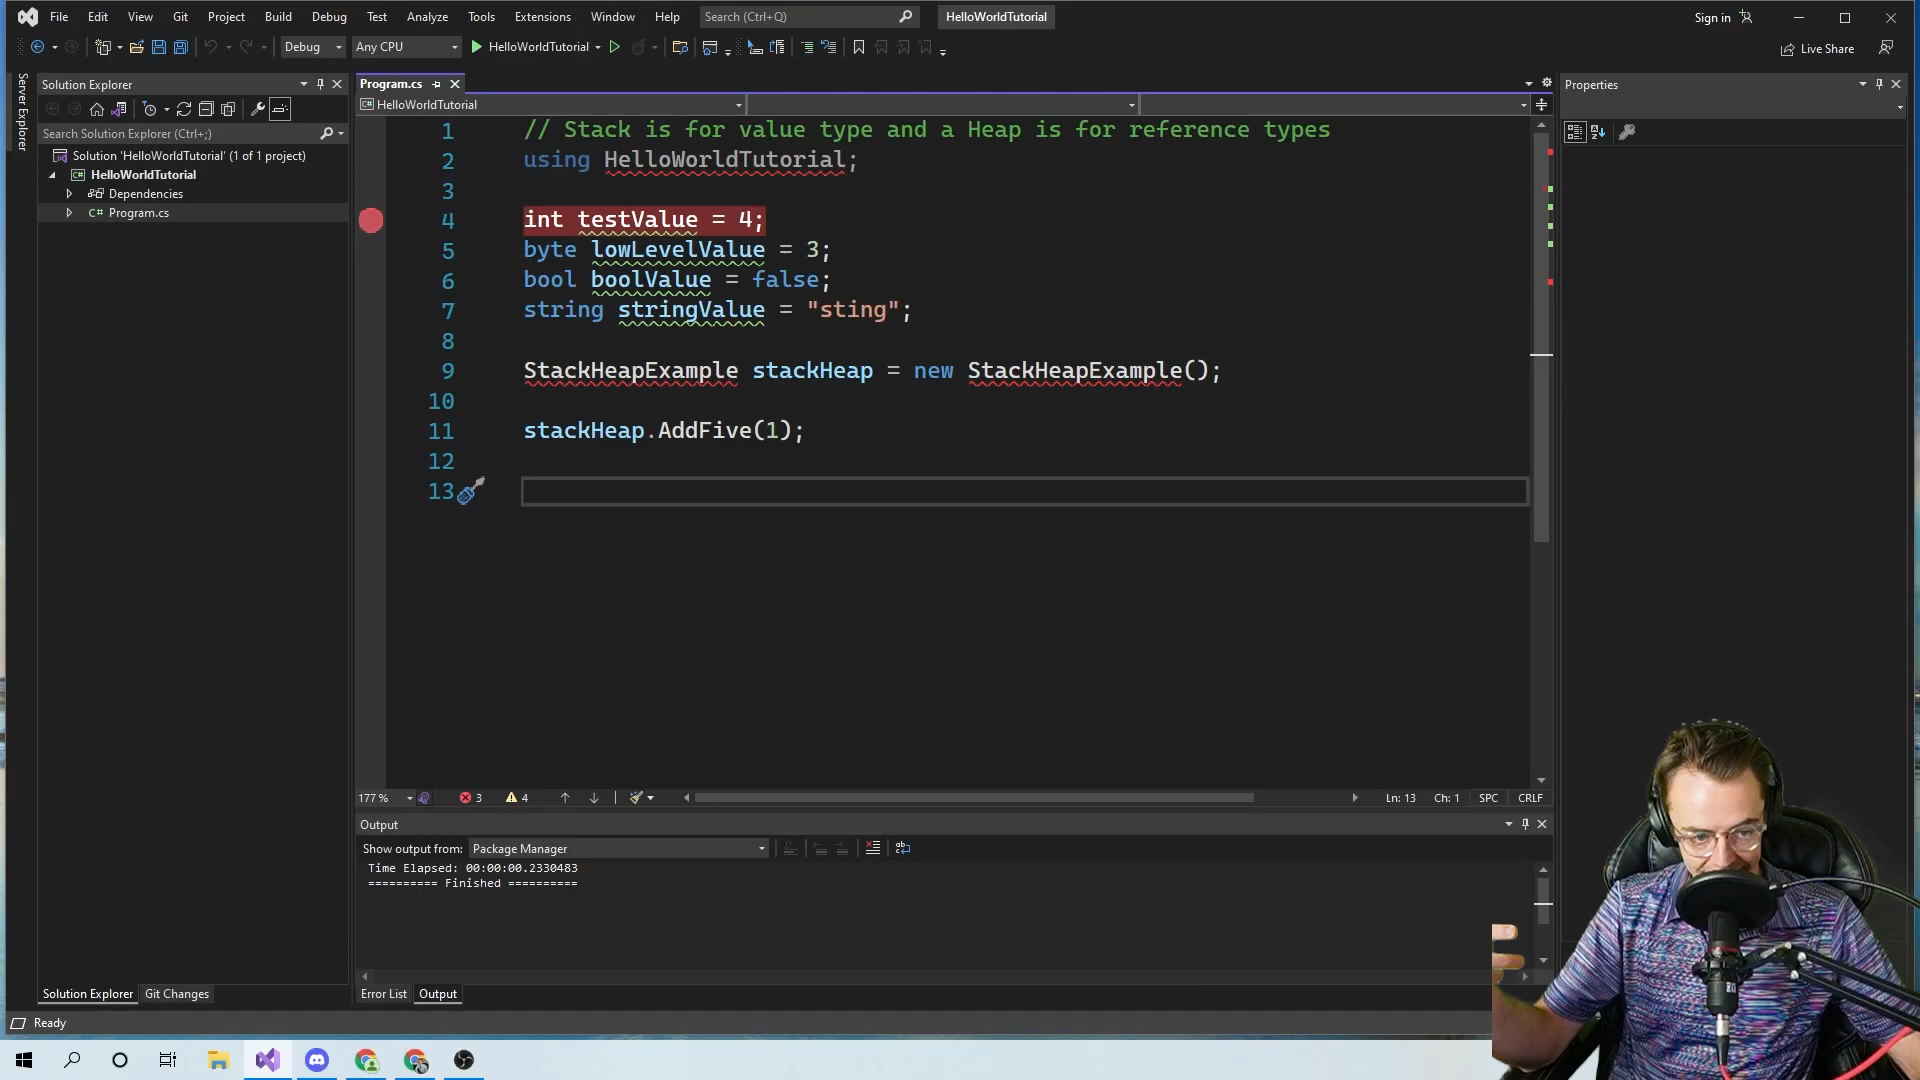 File Edit View Git Project Build Debug Test Analyze Tools Extensions Window Help Search (Ctrl+Q) HelloWorldTutorial Sign in
Debug Any CPU HelloWorldTutorial Live Share
Server Explorer
Solution Explorer
Search Solution Explorer (Ctrl+;)
Solution 'HelloWorldTutorial' (1 of 1 project)
HelloWorldTutorial
Dependencies
C# Program.cs
Program.cs
HelloWorldTutorial
1 // Stack is for value type and a Heap is for reference types
2 using HelloWorldTutorial;
3
4 int testValue = 4;
5 byte lowLevelValue = 3;
6 bool boolValue = false;
7 string stringValue = "sting";
8
9 StackHeapExample stackHeap = new StackHeapExample();
10
11 stackHeap.AddFive(1);
12
13
177 % 3 4 Ln: 13 Ch: 1 SPC CRLF
Output
Show output from: Package Manager
Time Elapsed: 00:00:00.2330483
========== Finished ==========
Error List Output
Solution Explorer Git Changes
Ready
Properties